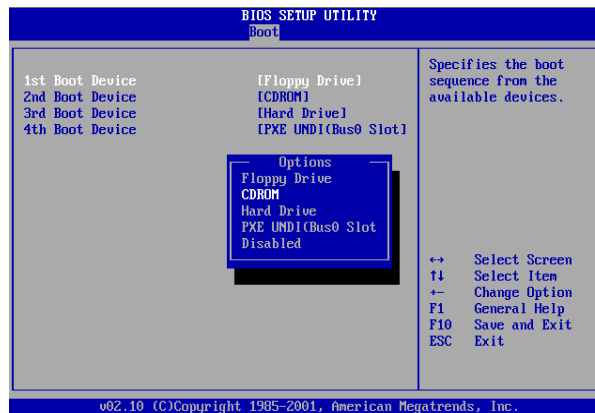 BIOS SETUP UTILITY
Boot
1st Boot Device [Floppy Drive]
2nd Boot Device [CDROM]
3rd Boot Device [Hard Drive]
4th Boot Device [PXE UNDI(Bus0 Slot]
Options
Floppy Drive
CDROM
Hard Drive
PXE UNDI(Bus0 Slot
Disabled
Specifies the boot
sequence from the
available devices.
↔ Select Screen
↑↓ Select Item
+- Change Option
F1 General Help
F10 Save and Exit
ESC Exit
v02.10 (C)Copyright 1985-2001, American Megatrends, Inc.